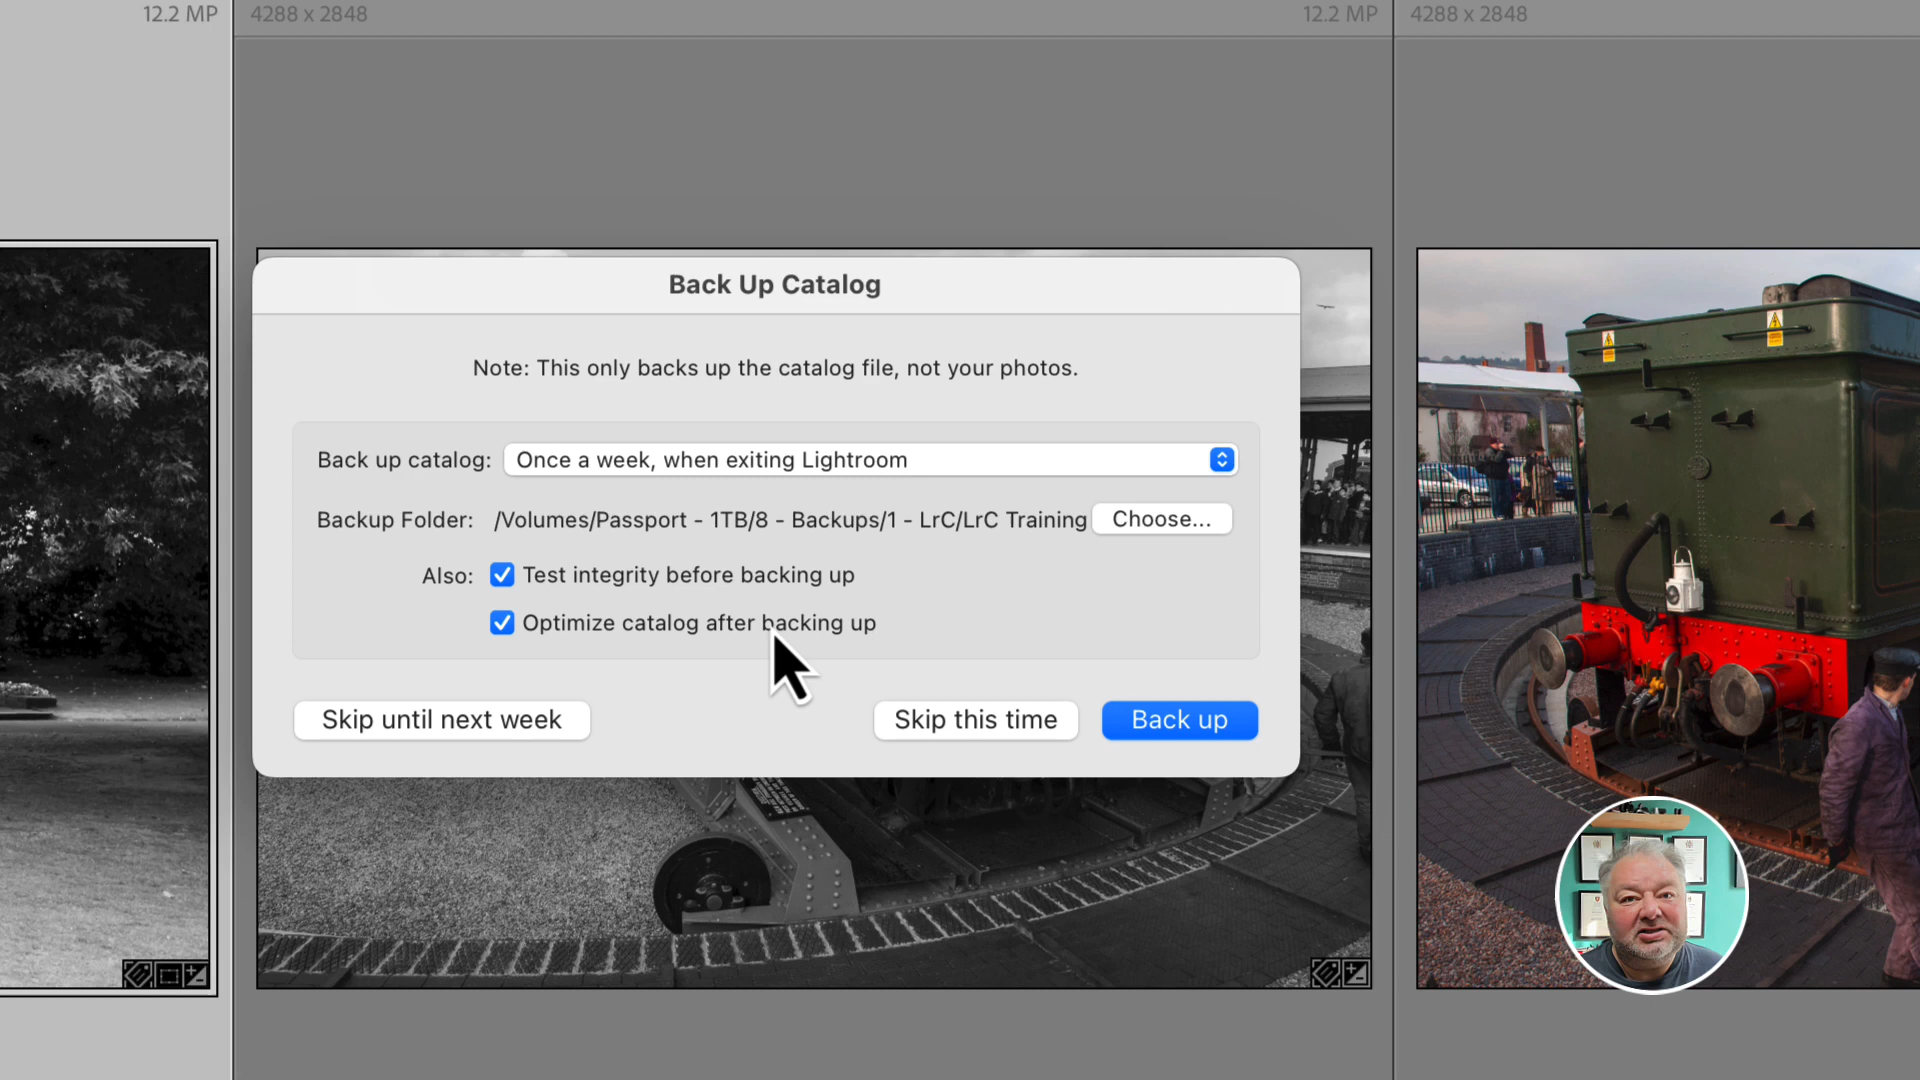 12.2 MP
4288 x 2848
12.2 MP
4288 x 2848
Back Up Catalog
Note: This only backs up the catalog file, not your photos.
Back up catalog: Once a week, when exiting Lightroom
Backup Folder: /Volumes/Passport - 1TB/8 - Backups/1 - LrC/LrC Training Choose...
Also: Test integrity before backing up
Optimize catalog after backing up
Skip until next week
Skip this time
Back up